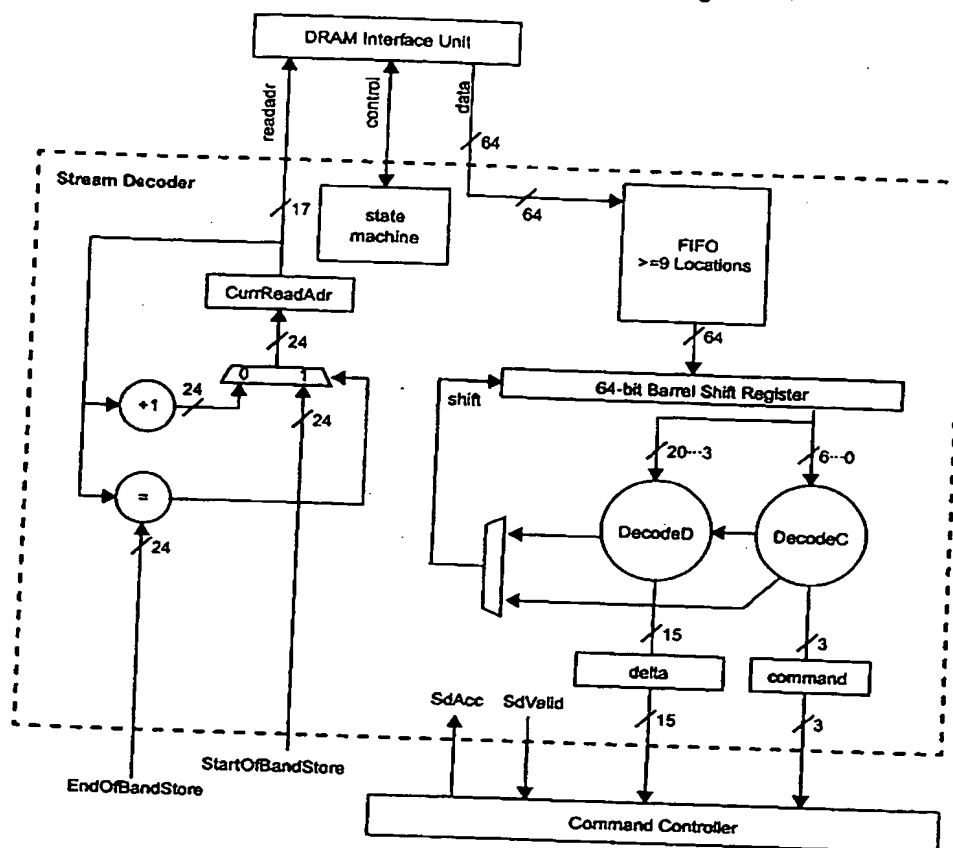 DRAM Interface Unit
readadr
control
data
64
Stream Decoder
17
state
machine
64
FIFO
>=9 Locations
CurrReadAdr
24
64
0 1
24
+1
24
shift
64-bit Barrel Shift Register
20···3
6···0
=
24
DecodeD
DecodeC
15
3
delta
command
SdAcc
SdValid
15
3
StartOfBandStore
EndOfBandStore
Command Controller